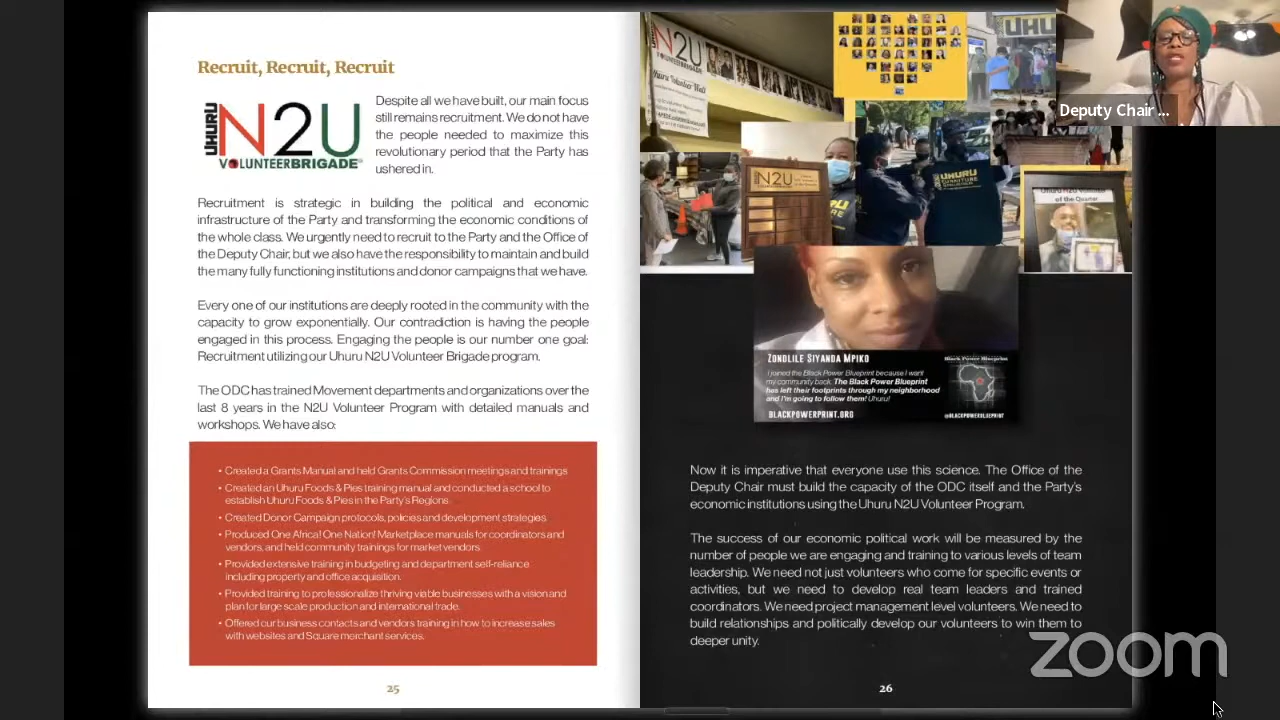 Recruit, Recruit, Recruit
UHURU
N2U
VOLUNTEERBRIGADE
Despite all we have built, our main focus
still remains recruitment. We do not have
the people needed to maximize this
revolutionary period that the Party has
ushered in.
Recruitment is strategic in building the political and economic
infrastructure of the Party and transforming the economic conditions of
the whole class. We urgently need to recruit to the Party and the Office of
the Deputy Chair, but we also have the responsibility to maintain and build
the many fully functioning institutions and donor campaigns that we have.
Every one of our institutions are deeply rooted in the community with the
capacity to grow exponentially. Our contradiction is having the people
engaged in this process. Engaging the people is our number one goal:
Recruitment utilizing our Uhuru N2U Volunteer Brigade program.
The ODC has trained Movement departments and organizations over the
last 8 years in the N2U Volunteer Program with detailed manuals and
workshops. We have also:
• Created a Grants Manual and held Grants Commission meetings and trainings
• Created an Uhuru Foods & Pies training manual and conducted a school to
establish Uhuru Foods & Pies in the Party's Regions.
• Created Donor Campaign protocols, policies and development strategies.
• Produced One Africa! One Nation! Marketplace manuals for coordinators and
vendors, and held community trainings for market vendors.
• Provided extensive training in budgeting and department self-reliance
including property and office acquisition.
• Provided training to professionalize thriving viable businesses with a vision and
plan for large scale production and international trade.
• Offered our business contacts and vendors training in how to increase sales
with websites and Square merchant services.
25
N2U
VOLUNTEERBRIGADE
Uhuru Volunteer Wall
UHU
Deputy Chair ...
N2U
UHURU
FURNITURE
Uhuru N2U Volunteer
of the Quarter
ZONDLILE SIYANDA MPIKO
I joined the Black Power Blueprint because I want
my community back. The Black Power Blueprint
has left their footprints through my neighborhood
and I'm going to follow them! Uhuru!
BLACKPOWERPRINT.ORG
Black Power Blueprint
@BLACKPOWERBLUEPRINT
Now it is imperative that everyone use this science. The Office of the
Deputy Chair must build the capacity of the ODC itself and the Party's
economic institutions using the Uhuru N2U Volunteer Program.
The success of our economic political work will be measured by the
number of people we are engaging and training to various levels of team
leadership. We need not just volunteers who come for specific events or
activities, but we need to develop real team leaders and trained
coordinators. We need project management level volunteers. We need to
build relationships and politically develop our volunteers to win them to
deeper unity.
26
zoom